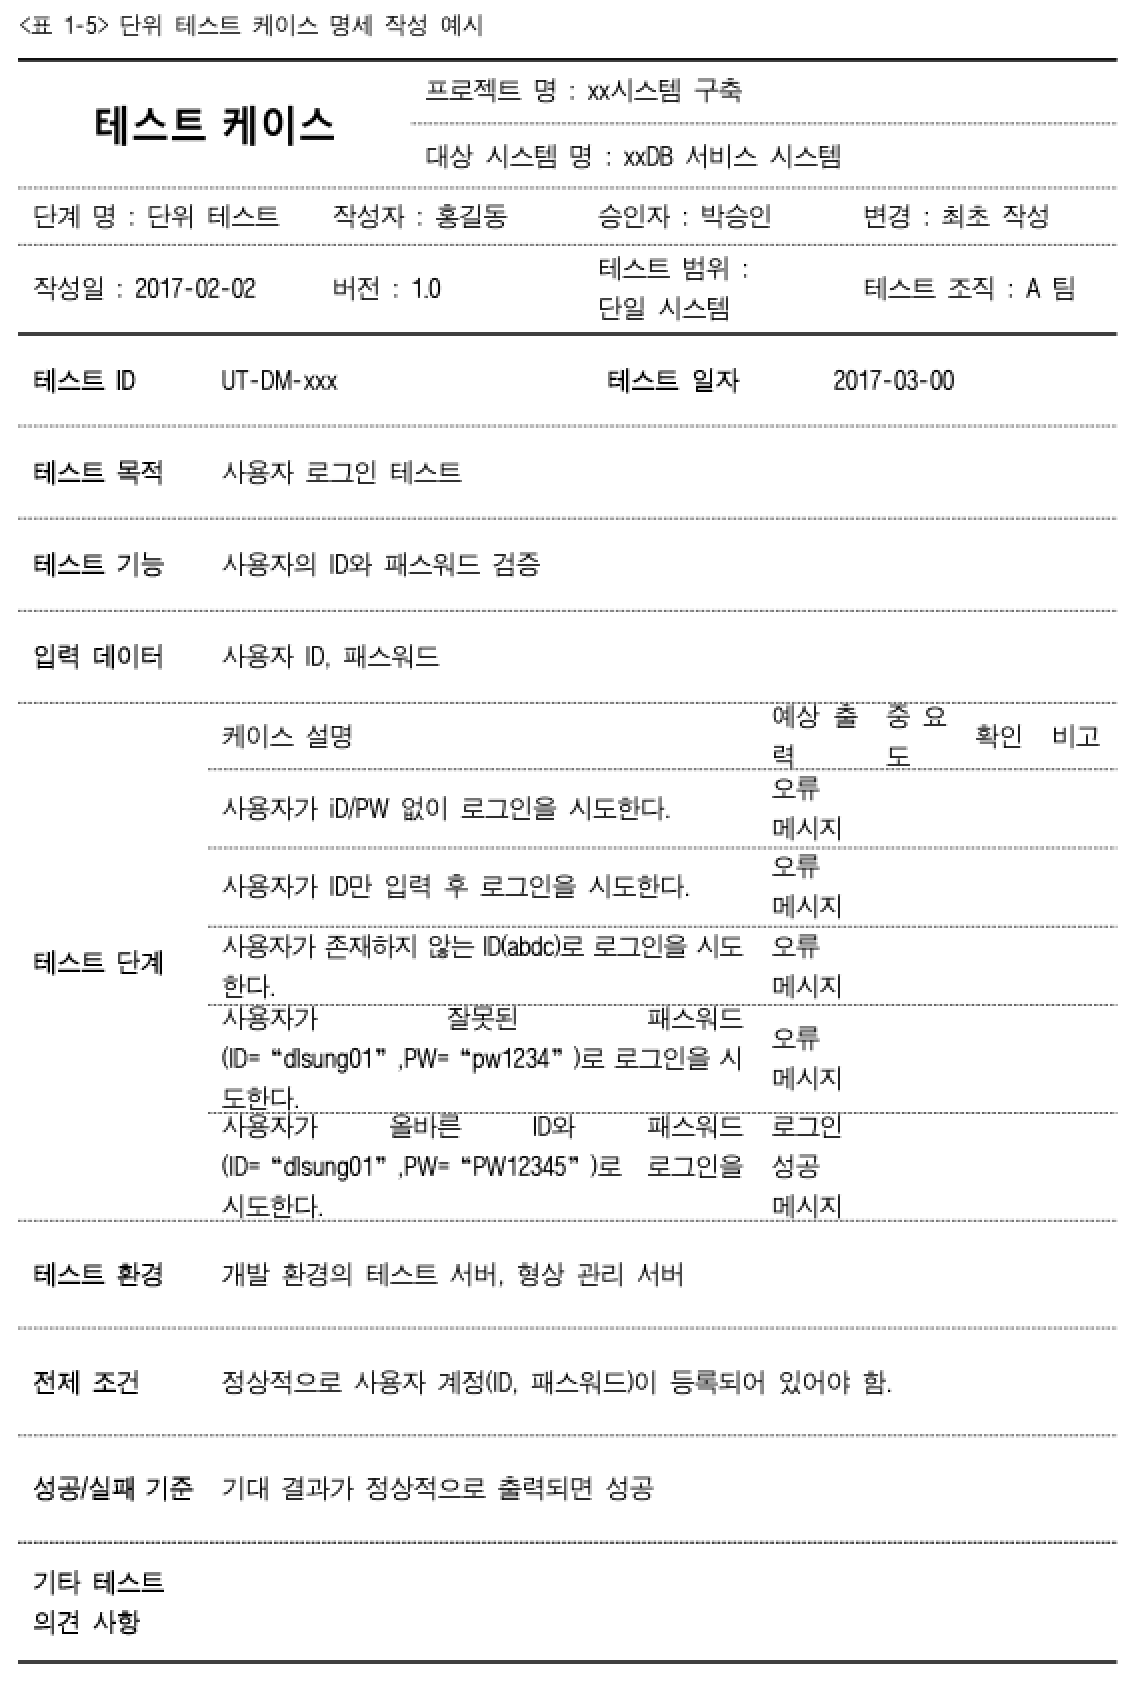 <표 1-5> 단위 테스트 케이스 명세 작성 예시
테스트 케이스
프로젝트 명 : xx시스템 구축
대상 시스템 명 : xxDB 서비스 시스템
단계 명 : 단위 테스트 작성자 : 홍길동 승인자 : 박승인 변경 : 최초 작성
작성일 : 2017-02-02 버전 : 1.0 테스트 범위 :
단일 시스템 테스트 조직 : A 팀
테스트 ID UT-DM-xxx 테스트 일자 2017-03-00
테스트 목적 사용자 로그인 테스트
테스트 기능 사용자의 ID와 패스워드 검증
입력 데이터 사용자 ID, 패스워드
테스트 단계
케이스 설명 예상 출 중 요 확인 비고
력 도
사용자가 iD/PW 없이 로그인을 시도한다. 오류
메시지
사용자가 ID만 입력 후 로그인을 시도한다. 오류
메시지
사용자가 존재하지 않는 ID(abdc)로 로그인을 시도 오류
한다. 메시지
사용자가 잘못된 패스워드
(ID= “dlsung01” ,PW= “pw1234” )로 로그인을 시 오류
도한다. 메시지
사용자가 올바른 ID와 패스워드 로그인
(ID= “dlsung01” ,PW= “PW12345” )로 로그인을 성공
시도한다. 메시지
테스트 환경 개발 환경의 테스트 서버, 형상 관리 서버
전제 조건 정상적으로 사용자 계정(ID, 패스워드)이 등록되어 있어야 함.
성공/실패 기준 기대 결과가 정상적으로 출력되면 성공
기타 테스트
의견 사항